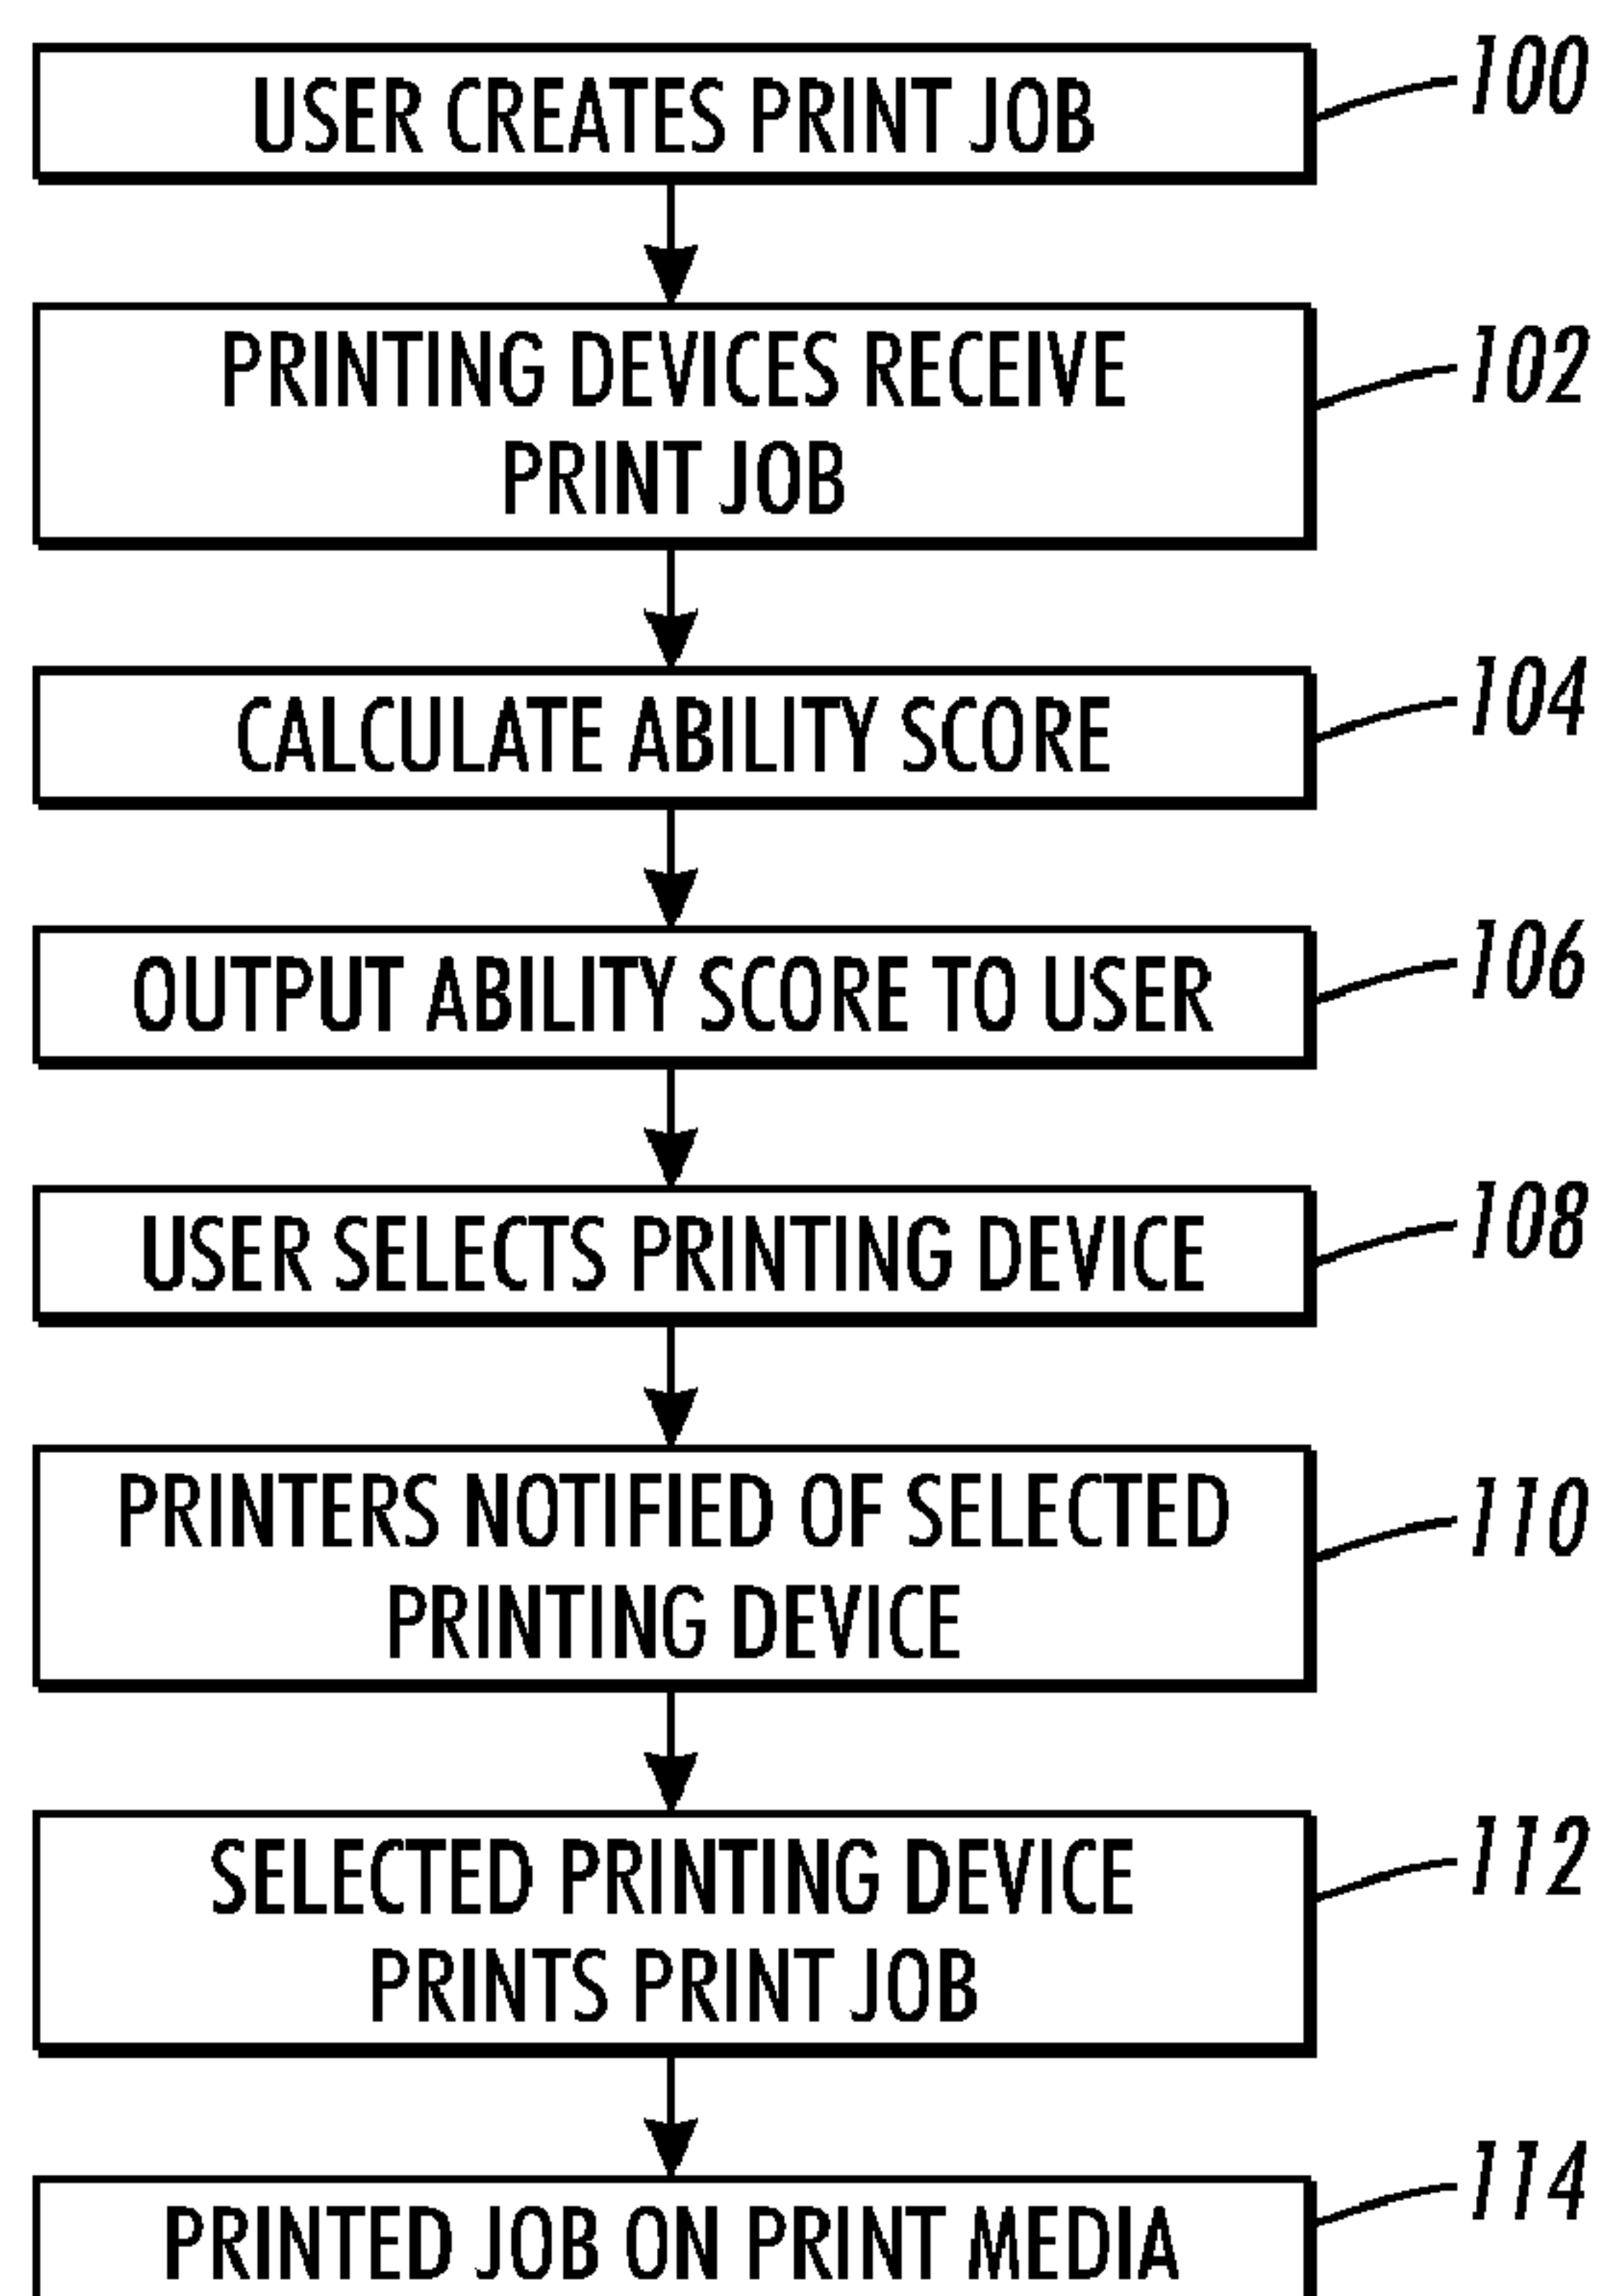 USER CREATES PRINT JOB
100
PRINTING DEVICES RECEIVE
PRINT JOB
102
CALCULATE ABILITY SCORE
104
OUTPUT ABILITY SCORE TO USER
106
USER SELECTS PRINTING DEVICE
108
PRINTERS NOTIFIED OF SELECTED
PRINTING DEVICE
110
SELECTED PRINTING DEVICE
PRINTS PRINT JOB
112
PRINTED JOB ON PRINT MEDIA
114